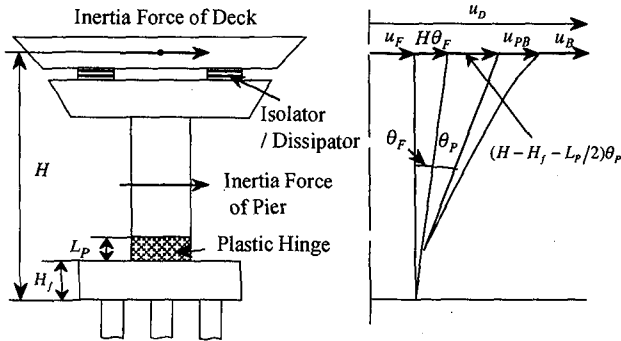 Inertia Force of Deck
H
Isolator
/ Dissipator
Inertia Force
of Pier
L_P
Plastic Hinge
H_f
u_D
u_F
Hθ_F
u_PB
u_B
θ_F
θ_P
(H−H_f−L_P/2)θ_P